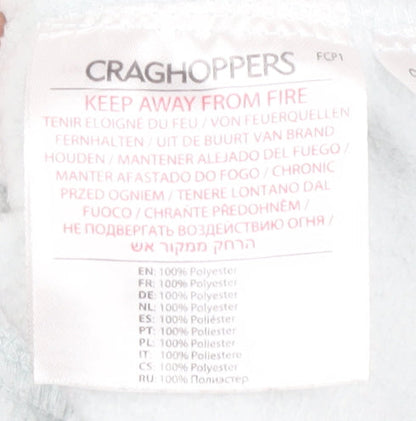 CRAGHOPPERS
FCP1
KEEP AWAY FROM FIRE
TENIR ELOIGNE DU FEU / VON FEUERQUELLEN
FERNHALTEN / UIT DE BUURT VAN BRAND
HOUDEN / MANTENER ALEJADO DEL FUEGO /
MANTER AFASTADO DO FOGO / CHRONIC
PRZED OGNIEM / TENERE LONTANO DAL
FUOCO / CHRAŇTE PŘEDOHNĚM /
НЕ ПОДВЕРГАТЬ ВОЗДЕЙСТВИЮ ОГНЯ /
הרחק ממקור אש
EN: 100% Polyester
FR: 100% Polyester
DE: 100% Polyester
NL: 100% Polyester
ES: 100% Poliéster
PT: 100% Poliester
PL: 100% Poliester
IT 100% Poliestere
CS: 100% Polyester
RU: 100% Полиэстер